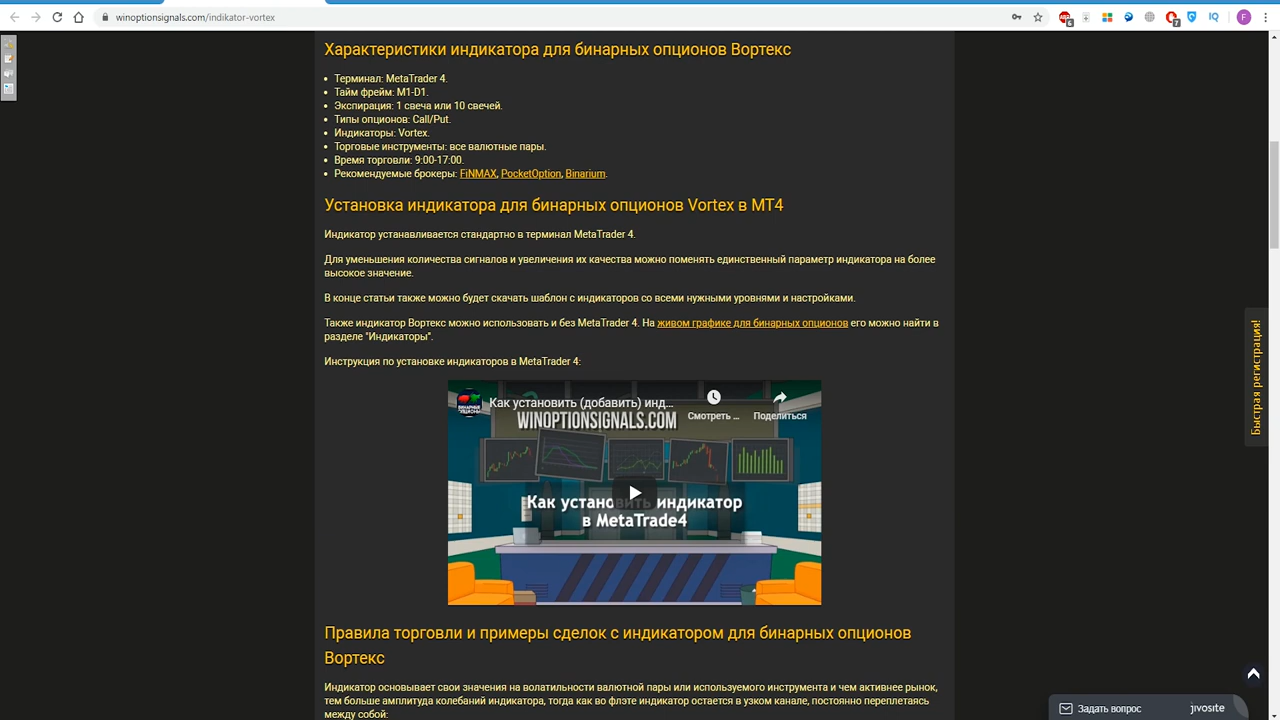 winoptionsignals.com/indikator-vortex
6
7
IQ
F
Характеристики индикатора для бинарных опционов Вортекс
Терминал: MetaTrader 4.
Тайм фрейм: M1-D1.
Экспирация: 1 свеча или 10 свечей.
Типы опционов: Call/Put.
Индикаторы: Vortex.
Торговые инструменты: все валютные пары.
Время торговли: 9:00-17:00.
Рекомендуемые брокеры: FiNMAX, PocketOption, Binarium.
Установка индикатора для бинарных опционов Vortex в МТ4
Индикатор устанавливается стандартно в терминал MetaTrader 4.
Для уменьшения количества сигналов и увеличения их качества можно поменять единственный параметр индикатора на более
высокое значение.
В конце статьи также можно будет скачать шаблон с индикаторов со всеми нужными уровнями и настройками.
Также индикатор Вортекс можно использовать и без MetaTrader 4. На живом графике для бинарных опционов его можно найти в
разделе "Индикаторы".
Инструкция по установке индикаторов в MetaTrader 4:
Как установить (добавить) инд...
Смотреть ...
Поделиться
WINOPTIONSIGNALS.COM
Как установить индикатор
в MetaTrade4
Быстрая регистрация!
Правила торговли и примеры сделок с индикатором для бинарных опционов
Вортекс
Индикатор основывает свои значения на волатильности валютной пары или используемого инструмента и чем активнее рынок,
тем больше амплитуда колебаний индикатора, тогда как во флэте индикатор остается в узком канале, постоянно переплетаясь
между собой:
Задать вопрос
jivosite